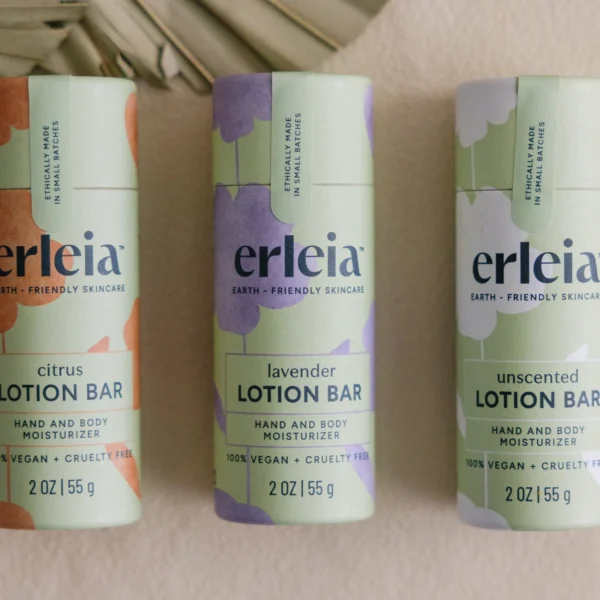 ETHICALLY MADE
IN SMALL BATCHES
erleia™
EARTH - FRIENDLY SKINCARE
citrus
LOTION BAR
HAND AND BODY
MOISTURIZER
% VEGAN + CRUELTY FREE
2 OZ | 55 g
ETHICALLY MADE
IN SMALL BATCHES
erleia™
EARTH - FRIENDLY SKINCARE
lavender
LOTION BAR
HAND AND BODY
MOISTURIZER
100% VEGAN + CRUELTY FREE
2 OZ | 55 g
ETHICALLY MADE
IN SMALL BATCHES
erleia
EARTH - FRIENDLY SKINCARE
unscented
LOTION BAR
HAND AND BODY
MOISTURIZER
100% VEGAN + CRUELTY FR
2 OZ | 55 g